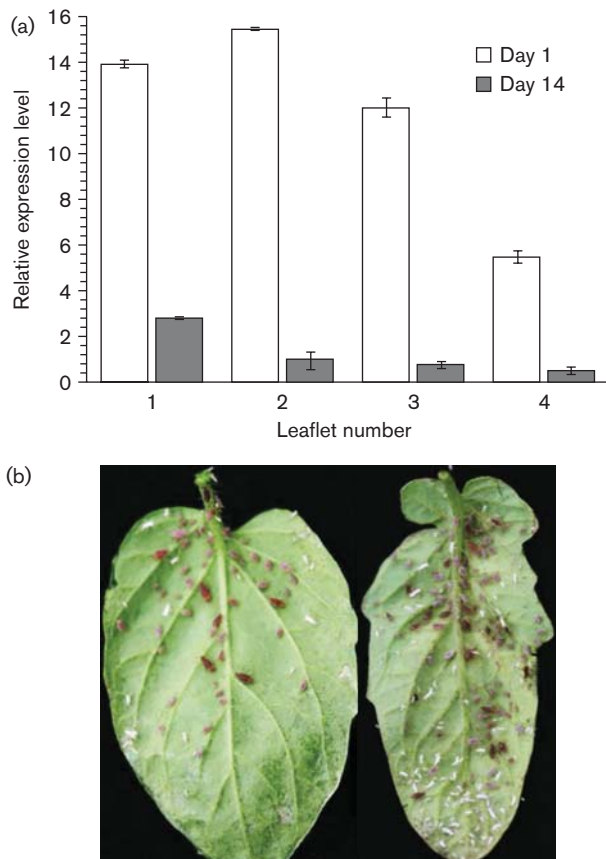 (a)
16
14
12
10
8
6
4
2
0
Relative expression level
Day 1
Day 14
1 2 3 4
Leaflet number
(b)